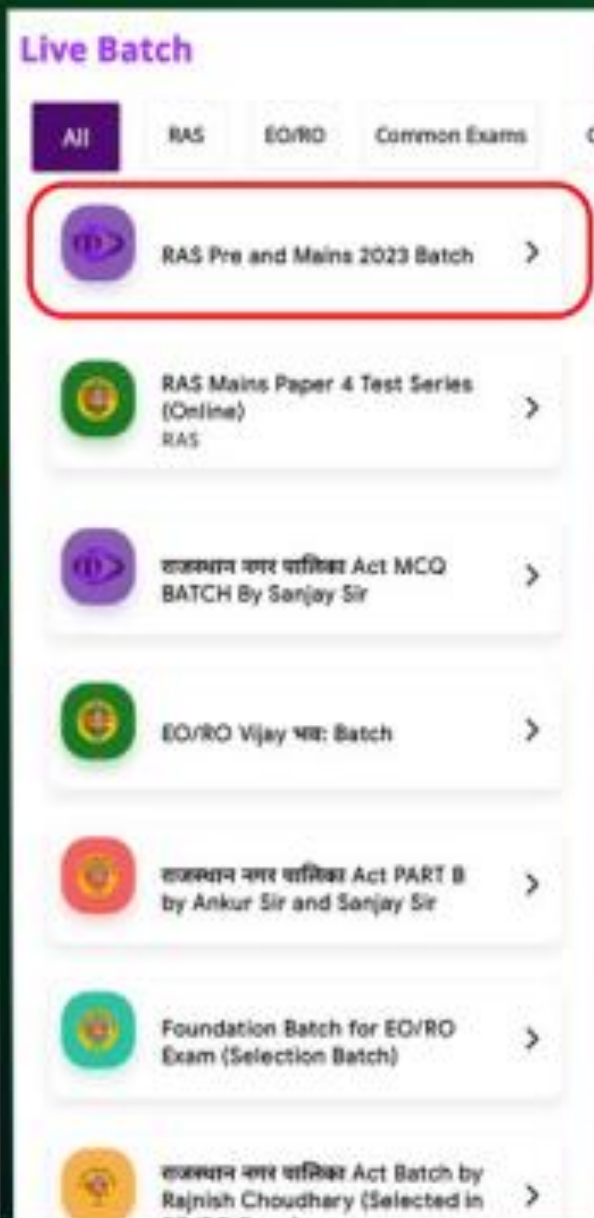 Live Batch
All RAS EO/RO Common Exams
RAS Pre and Mains 2023 Batch
RAS Mains Paper 4 Test Series
(Online)
RAS
राजस्थान नगर पालिका Act MCQ
BATCH By Sanjay Sir
EO/RO Vijay भव: Batch
राजस्थान नगर पालिका Act PART B
by Ankur Sir and Sanjay Sir
Foundation Batch for EO/RO
Exam (Selection Batch)
राजस्थान नगर पालिका Act Batch by
Rajnish Choudhary (Selected in